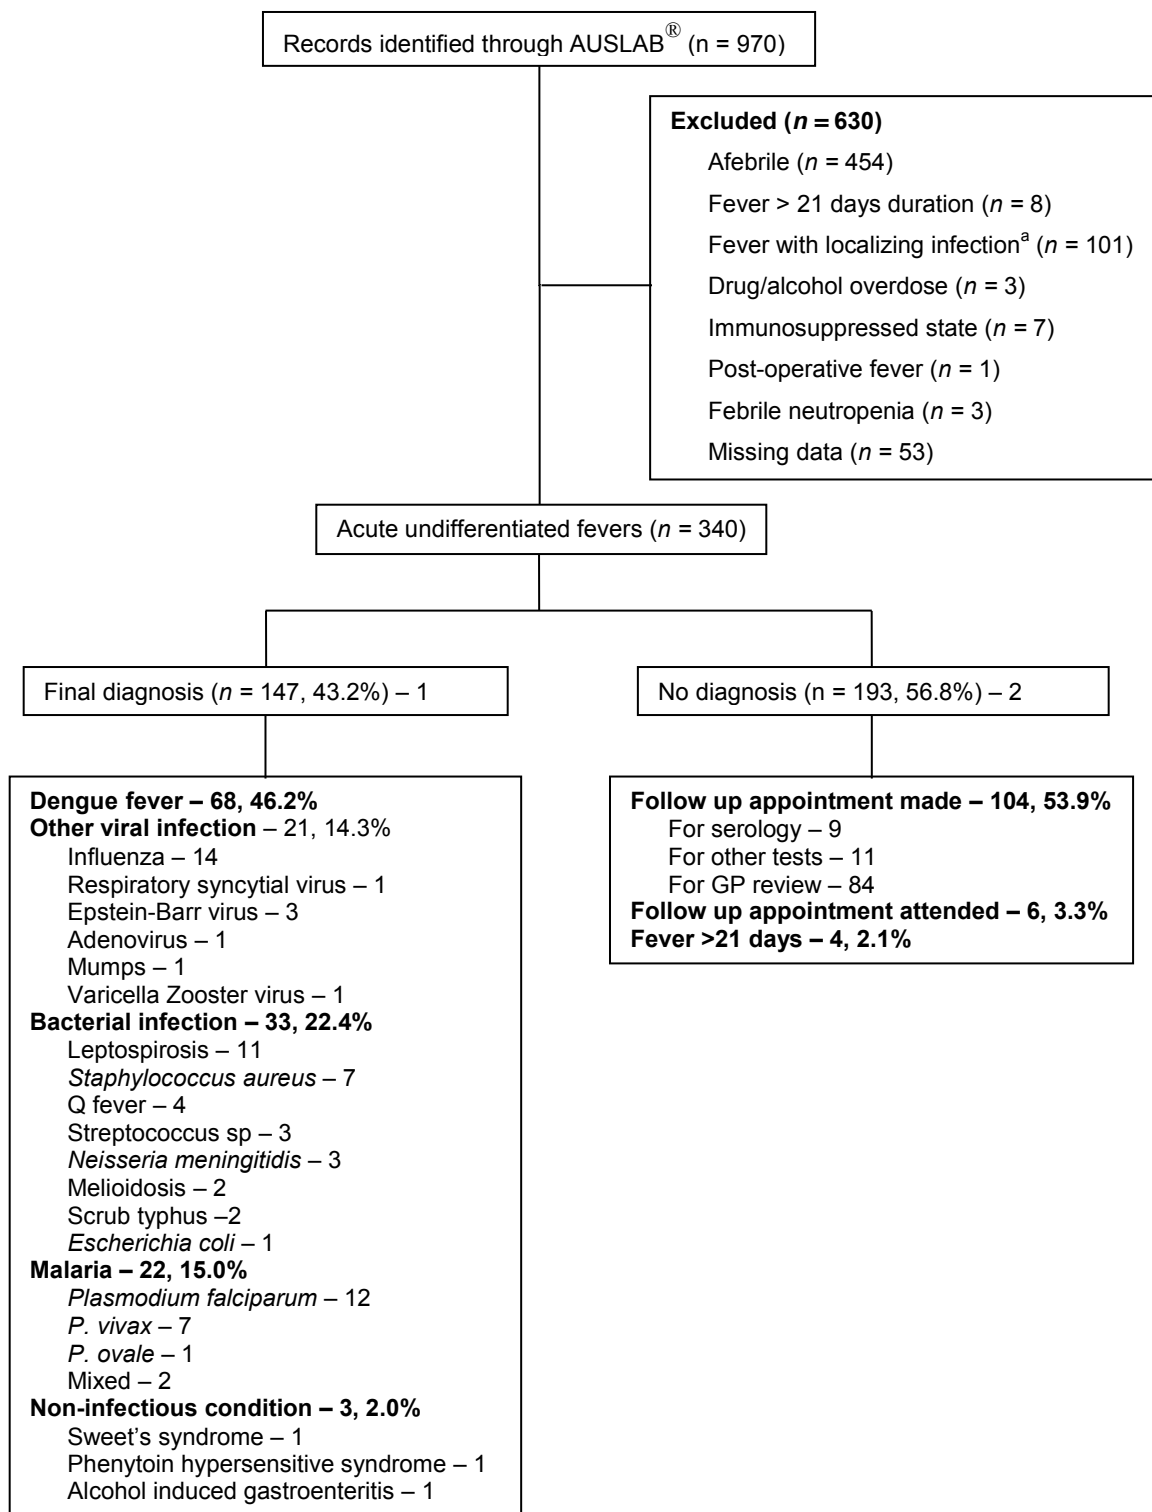 Records identified through AUSLAB® (n = 970)
Excluded (n = 630)
Afebrile (n = 454)
Fever > 21 days duration (n = 8)
Fever with localizing infectionᵃ (n = 101)
Drug/alcohol overdose (n = 3)
Immunosuppressed state (n = 7)
Post-operative fever (n = 1)
Febrile neutropenia (n = 3)
Missing data (n = 53)
Acute undifferentiated fevers (n = 340)
Final diagnosis (n = 147, 43.2%) – 1
No diagnosis (n = 193, 56.8%) – 2
Dengue fever – 68, 46.2%
Other viral infection – 21, 14.3%
Influenza – 14
Respiratory syncytial virus – 1
Epstein-Barr virus – 3
Adenovirus – 1
Mumps – 1
Varicella Zooster virus – 1
Bacterial infection – 33, 22.4%
Leptospirosis – 11
Staphylococcus aureus – 7
Q fever – 4
Streptococcus sp – 3
Neisseria meningitidis – 3
Melioidosis – 2
Scrub typhus –2
Escherichia coli – 1
Malaria – 22, 15.0%
Plasmodium falciparum – 12
P. vivax – 7
P. ovale – 1
Mixed – 2
Non-infectious condition – 3, 2.0%
Sweet's syndrome – 1
Phenytoin hypersensitive syndrome – 1
Alcohol induced gastroenteritis – 1
Follow up appointment made – 104, 53.9%
For serology – 9
For other tests – 11
For GP review – 84
Follow up appointment attended – 6, 3.3%
Fever >21 days – 4, 2.1%